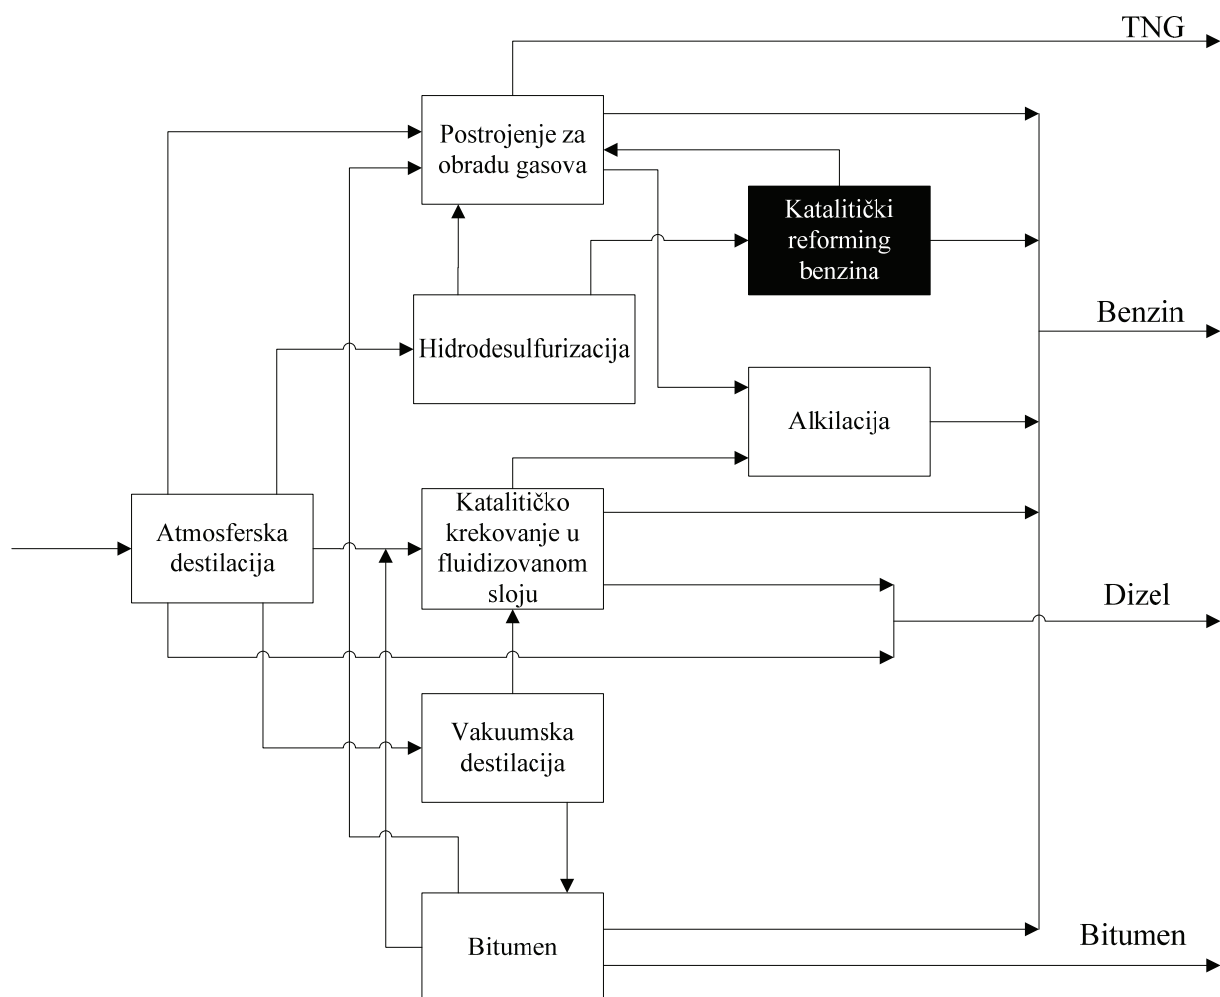 TNG
Postrojenje za
obradu gasova
Katalitički
reforming
benzina
Benzin
Hidrodesulfurizacija
Alkilacija
Atmosferska
destilacija
Katalitičko
krekovanje u
fluidizovanom
sloju
Dizel
Vakuumska
destilacija
Bitumen
Bitumen